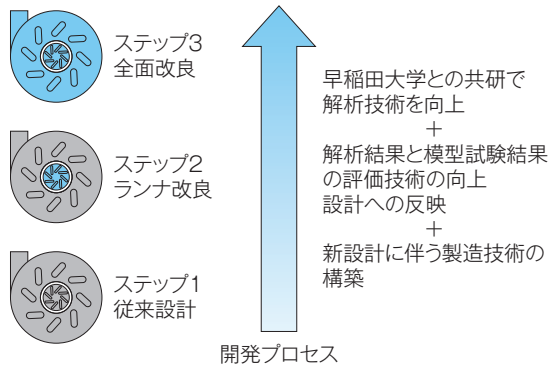 ステップ3
全面改良
ステップ2
ランナ改良
ステップ1
従来設計
早稲田大学との共研で
解析技術を向上
＋
解析結果と模型試験結果
の評価技術の向上
設計への反映
＋
新設計に伴う製造技術の
構築
開発プロセス